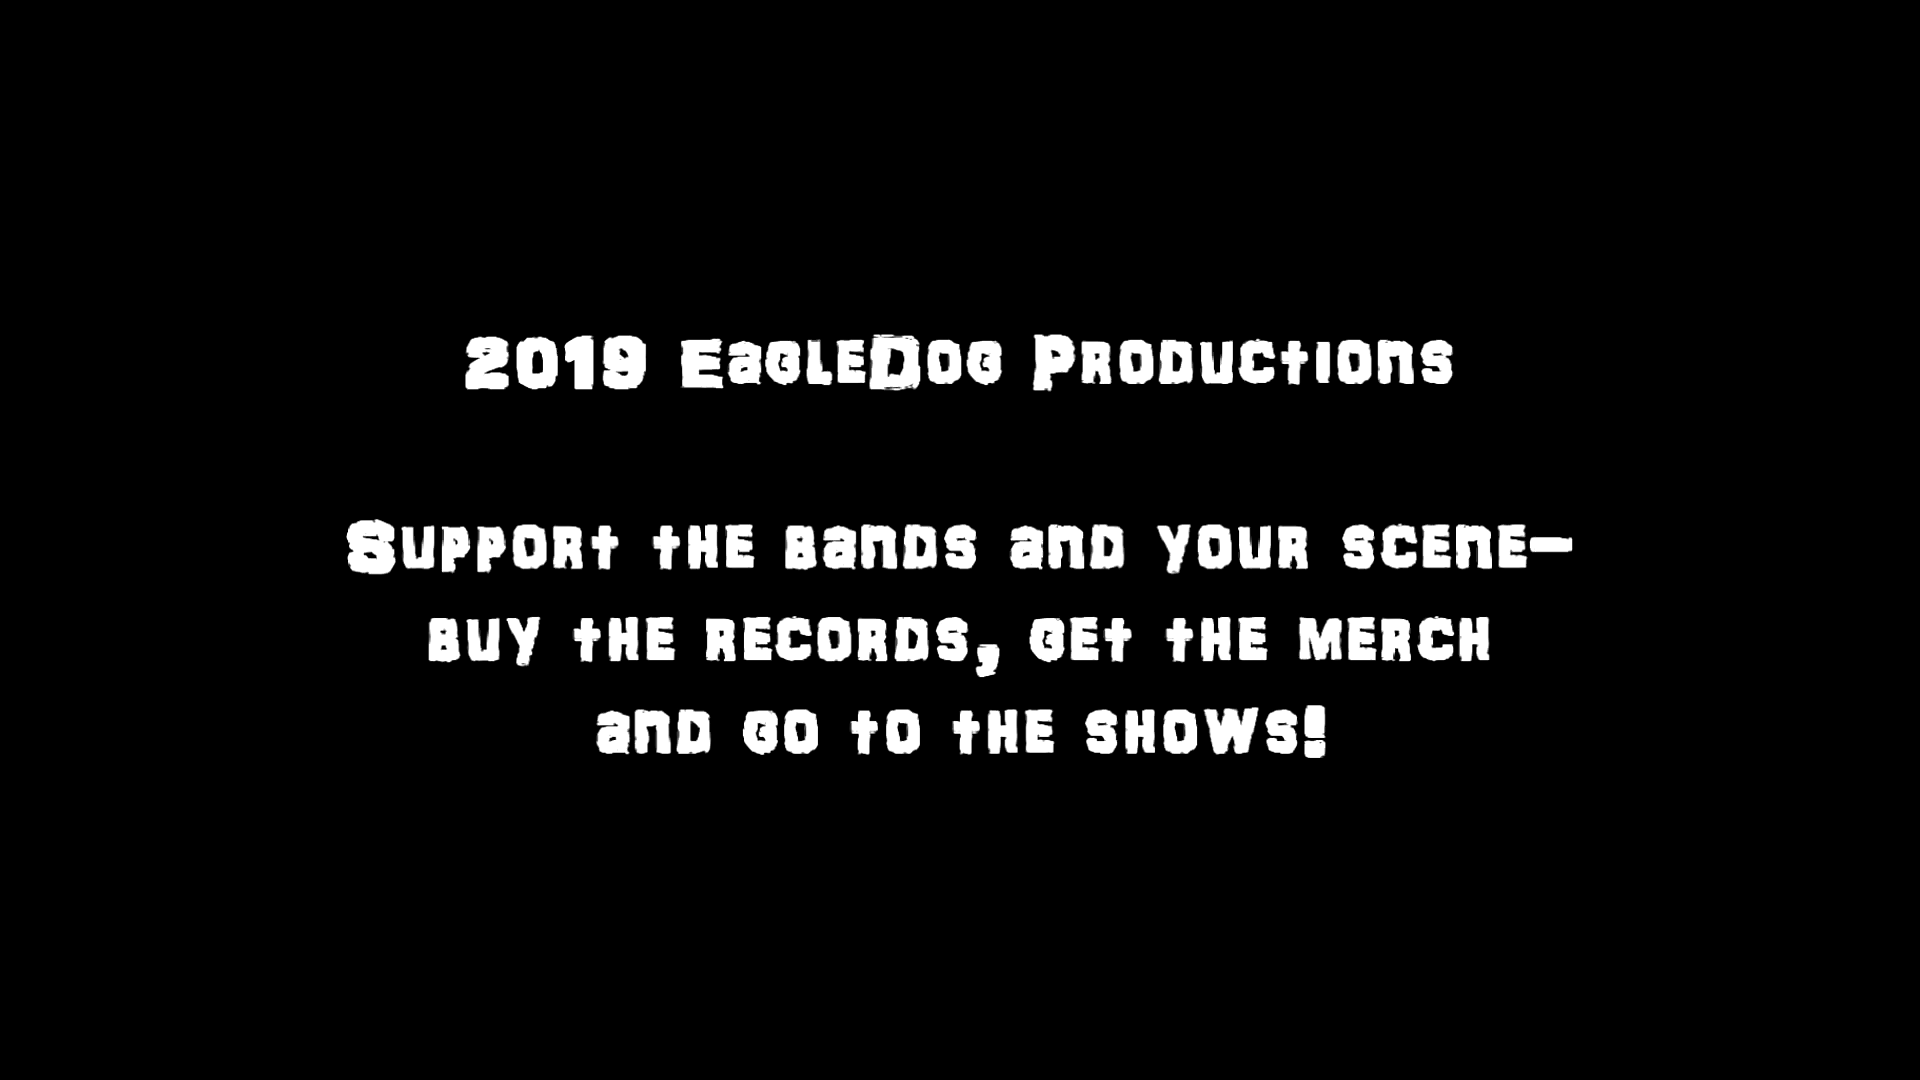 2019 EagleDog Productions
Support the bands and your scene-
buy the records, get the merch
and go to the shows!